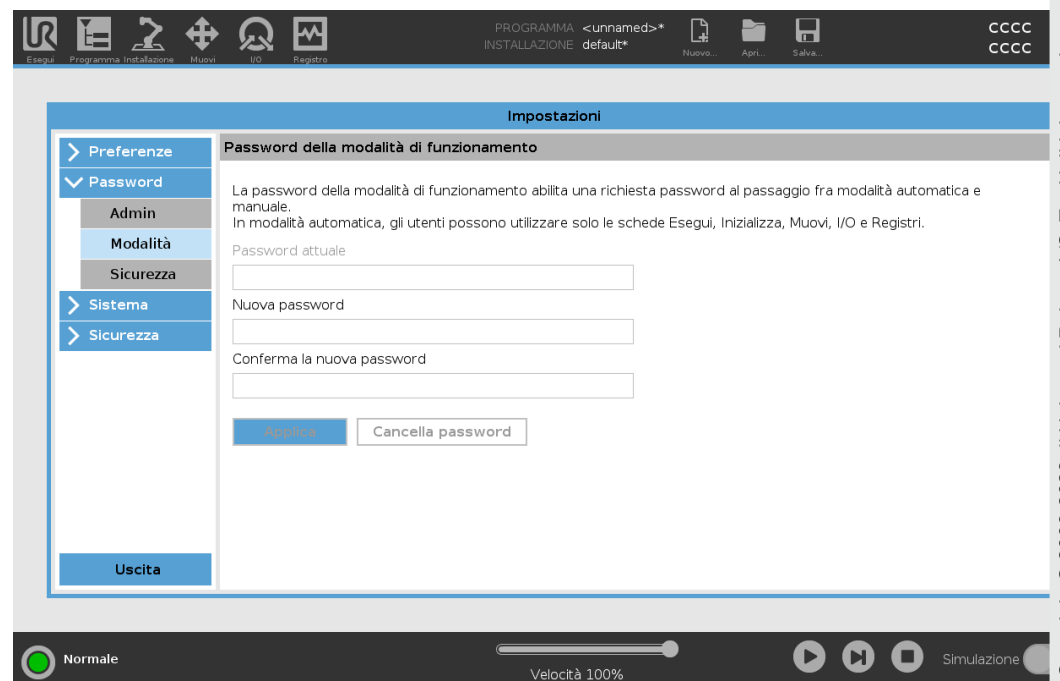 PROGRAMMA <unnamed>*
INSTALLAZIONE default*
CCCC
CCCC
Esegui Programma Installazione Muovi I/O Registro Nuovo... Apri... Salva...
Impostazioni
Preferenze
Password
Admin
Modalità
Sicurezza
Sistema
Sicurezza
Uscita
Password della modalità di funzionamento
La password della modalità di funzionamento abilita una richiesta password al passaggio fra modalità automatica e
manuale.
In modalità automatica, gli utenti possono utilizzare solo le schede Esegui, Inizializza, Muovi, I/O e Registri.
Password attuale
Nuova password
Conferma la nuova password
Applica Cancella password
Normale
Velocità 100%
Simulazione